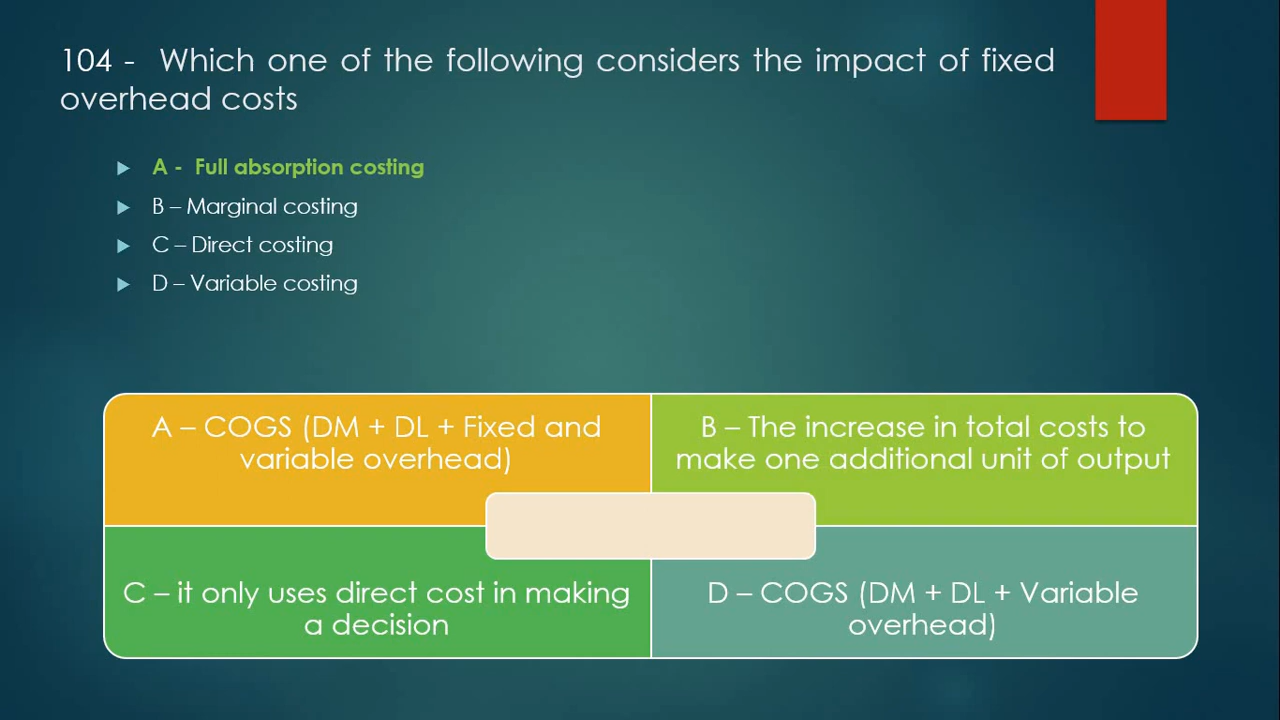 104 - Which one of the following considers the impact of fixed
overhead costs
A - Full absorption costing
B – Marginal costing
C – Direct costing
D – Variable costing
A – COGS (DM + DL + Fixed and
variable overhead)
B – The increase in total costs to
make one additional unit of output
C – it only uses direct cost in making
a decision
D – COGS (DM + DL + Variable
overhead)